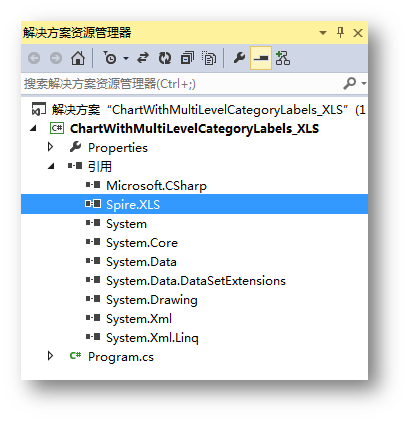 解决方案资源管理器
搜索解决方案资源管理器(Ctrl+;)
解决方案“ChartWithMultiLevelCategoryLabels_XLS”(1
C# ChartWithMultiLevelCategoryLabels_XLS
Properties
引用
Microsoft.CSharp
Spire.XLS
System
System.Core
System.Data
System.Data.DataSetExtensions
System.Drawing
System.Xml
System.Xml.Linq
C# Program.cs